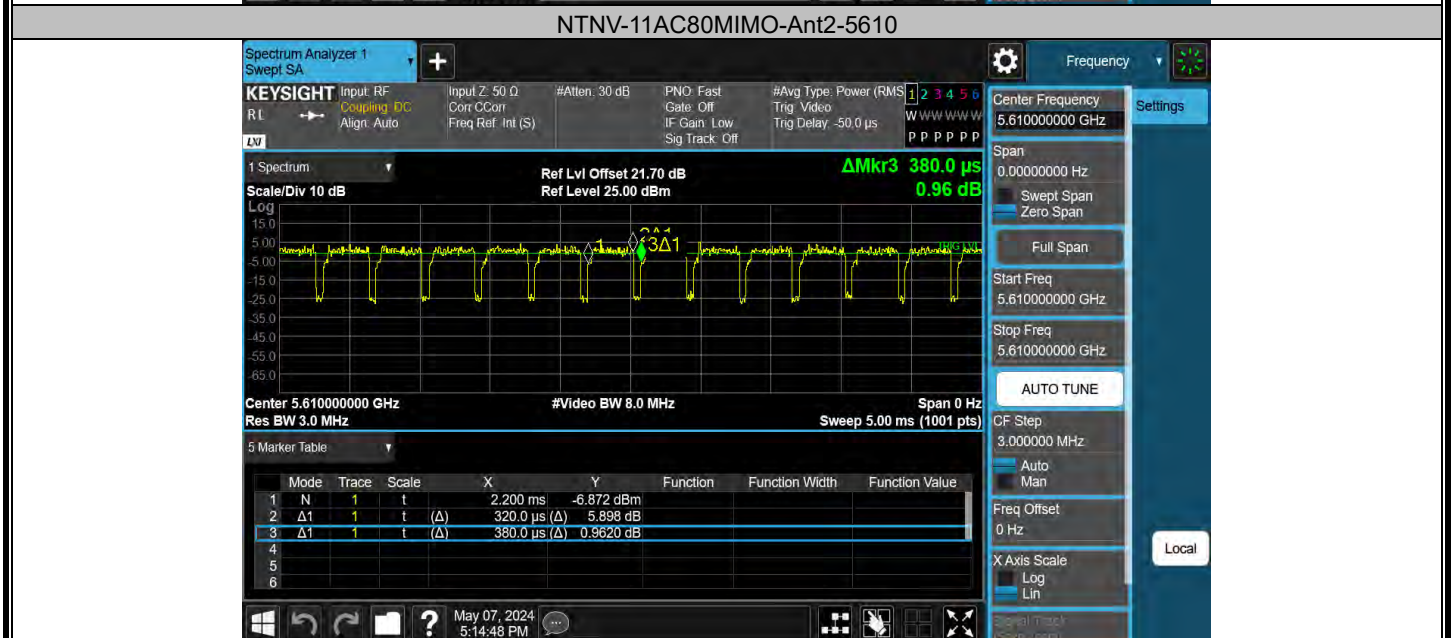 NTNV-11AC80MIMO-Ant2-5610
Spectrum Analyzer 1
Swept SA
+
Frequency
KEYSIGHT
RL
LXI
Input: RF
Coupling: DC
Align: Auto
Input Z: 50 Ω
Corr CCorr
Freq Ref: Int (S)
#Atten: 30 dB
PNO: Fast
Gate: Off
IF Gain: Low
Sig Track: Off
#Avg Type: Power (RMS
Trig: Video
Trig Delay: -50.0 µs
1 2 3 4 5 6
W W W W W W
P P P P P P
Center Frequency
5.610000000 GHz
Settings
1 Spectrum
Ref Lvl Offset 21.70 dB
ΔMkr3 380.0 µs
Scale/Div 10 dB
Ref Level 25.00 dBm
0.96 dB
Span
0.00000000 Hz
Swept Span
Zero Span
Log
15.0
5.00
-5.00
-15.0
-25.0
-35.0
-45.0
-55.0
-65.0
1
3Δ1
TRIG LVL
Full Span
Start Freq
5.610000000 GHz
Stop Freq
5.610000000 GHz
AUTO TUNE
Center 5.610000000 GHz
#Video BW 8.0 MHz
Span 0 Hz
Res BW 3.0 MHz
Sweep 5.00 ms (1001 pts)
CF Step
3.000000 MHz
Auto
Man
5 Marker Table
Mode Trace Scale X Y Function Function Width Function Value
1 N 1 t 2.200 ms -6.872 dBm
2 Δ1 1 t (Δ) 320.0 µs (Δ) 5.898 dB
3 Δ1 1 t (Δ) 380.0 µs (Δ) 0.9620 dB
4
5
6
Freq Offset
0 Hz
X Axis Scale
Log
Lin
Local
?
May 07, 2024
5:14:48 PM
Signal Track